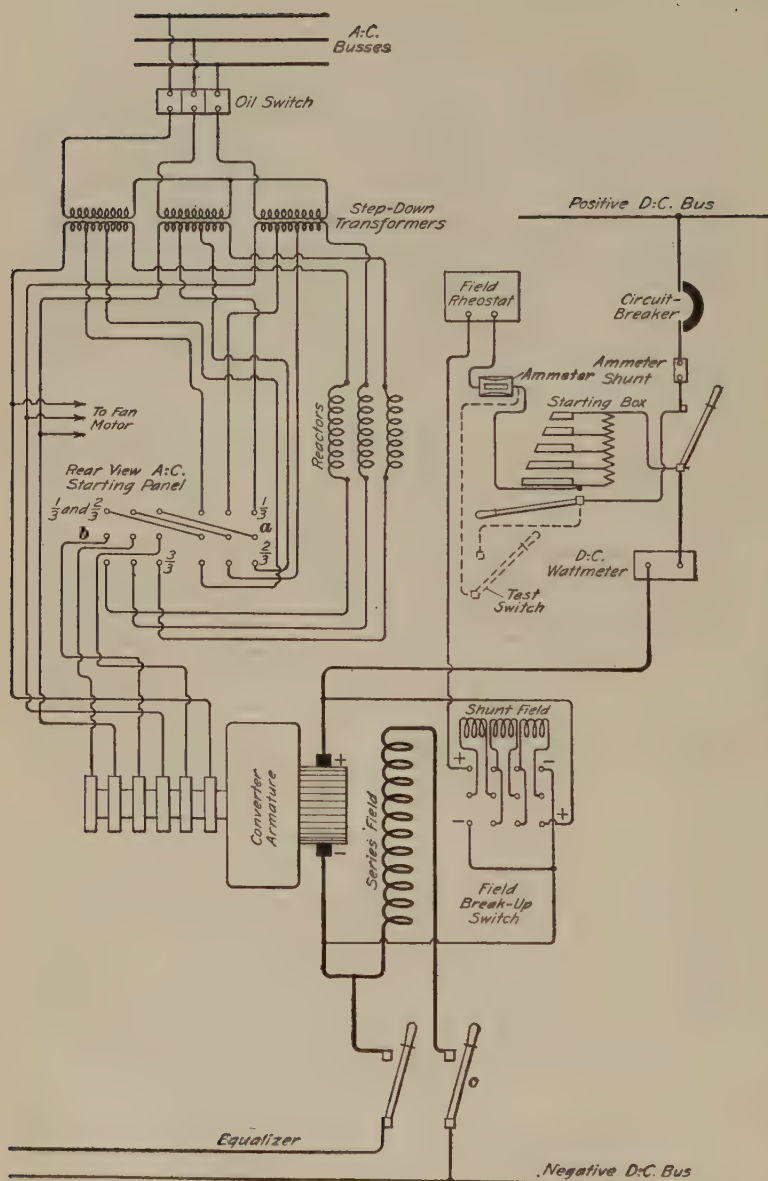 A.C.
Busses
Oil Switch
Step-Down
Transformers
Positive D.C. Bus
Field
Rheostat
Circuit-
Breaker
Ammeter
Ammeter
Shunt
Starting Box
To Fan
Motor
Reactors
Rear View A.C.
Starting Panel
1/3 and 2/3
1/3
a
b
2/3
3/3
D.C.
Wattmeter
Test
Switch
Shunt Field
+ -
- +
Converter
Armature
+
-
Series Field
Field
Break-Up
Switch
c
Equalizer
Negative D.C. Bus